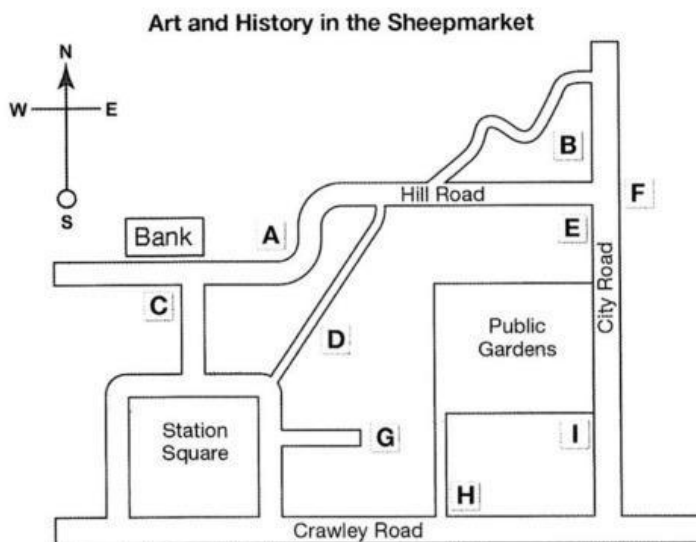 Art and History in the Sheepmarket
N
W E
S
B
Hill Road
F
A
E
Bank
City Road
C
Public
Gardens
D
Station
Square
G
I
H
Crawley Road